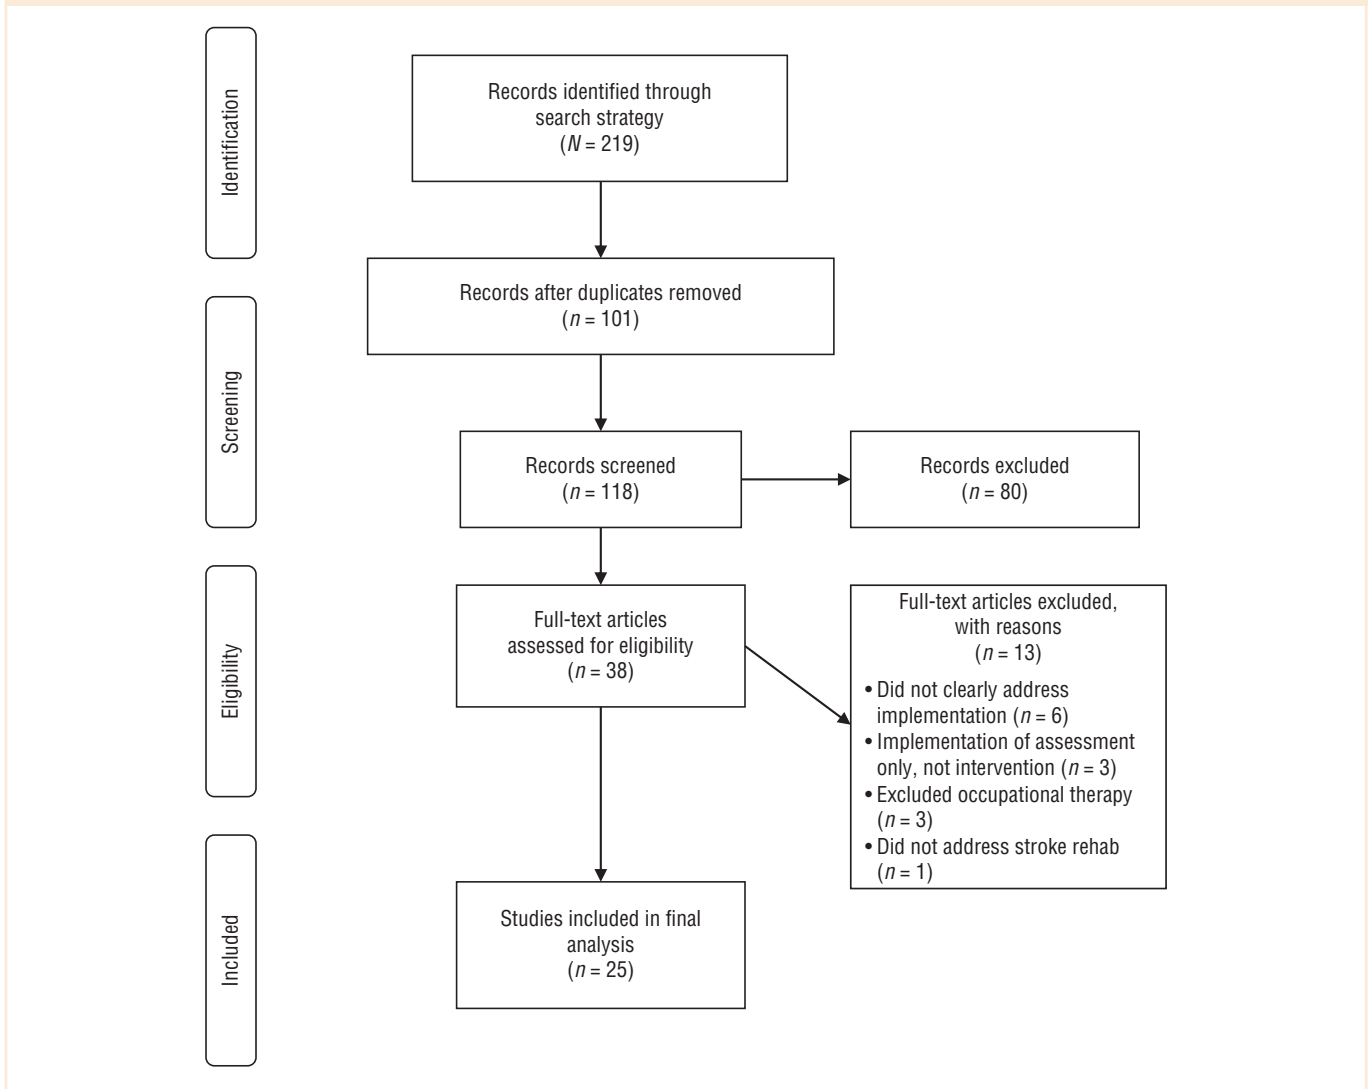 Identification
Records identified through
search strategy
(N = 219)
Records after duplicates removed
(n = 101)
Screening
Records screened
(n = 118)
Records excluded
(n = 80)
Eligibility
Full-text articles
assessed for eligibility
(n = 38)
Full-text articles excluded,
with reasons
(n = 13)
• Did not clearly address
implementation (n = 6)
• Implementation of assessment
only, not intervention (n = 3)
• Excluded occupational therapy
(n = 3)
• Did not address stroke rehab
(n = 1)
Included
Studies included in final
analysis
(n = 25)